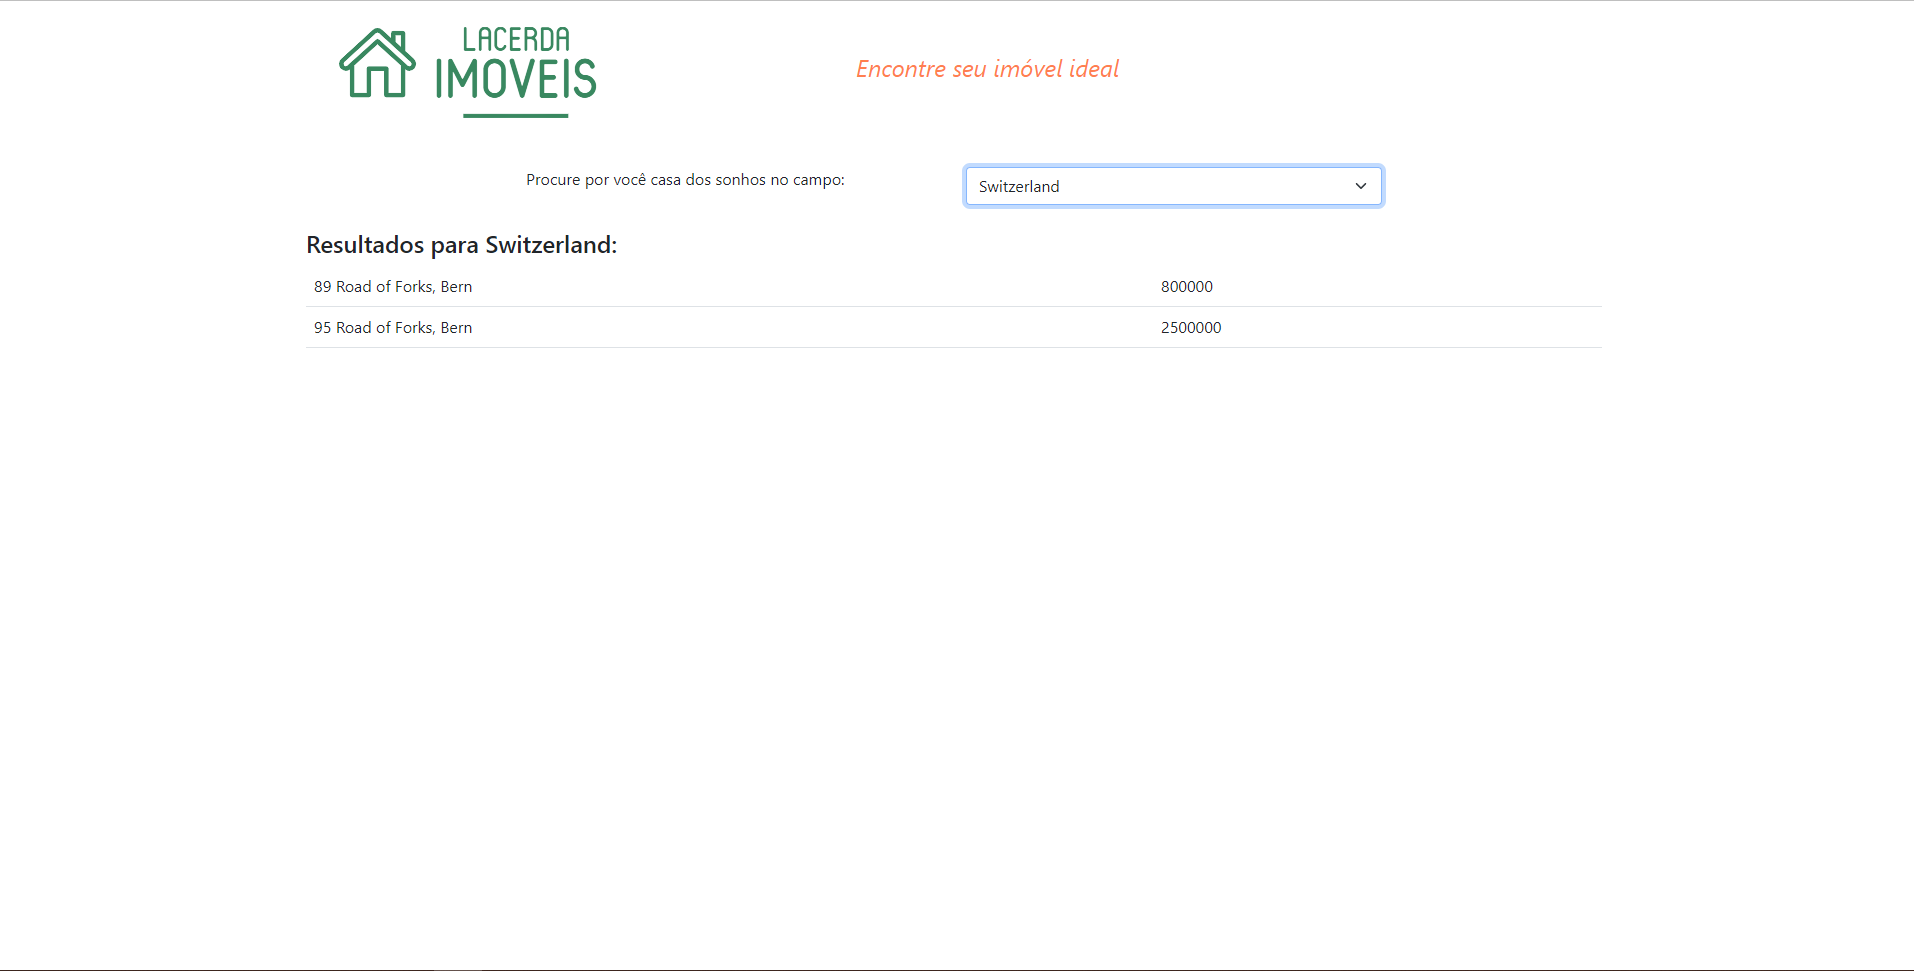 LACERDA
IMOVEIS
Encontre seu imóvel ideal
Procure por você casa dos sonhos no campo:
Switzerland
Resultados para Switzerland:
89 Road of Forks, Bern 800000
95 Road of Forks, Bern 2500000